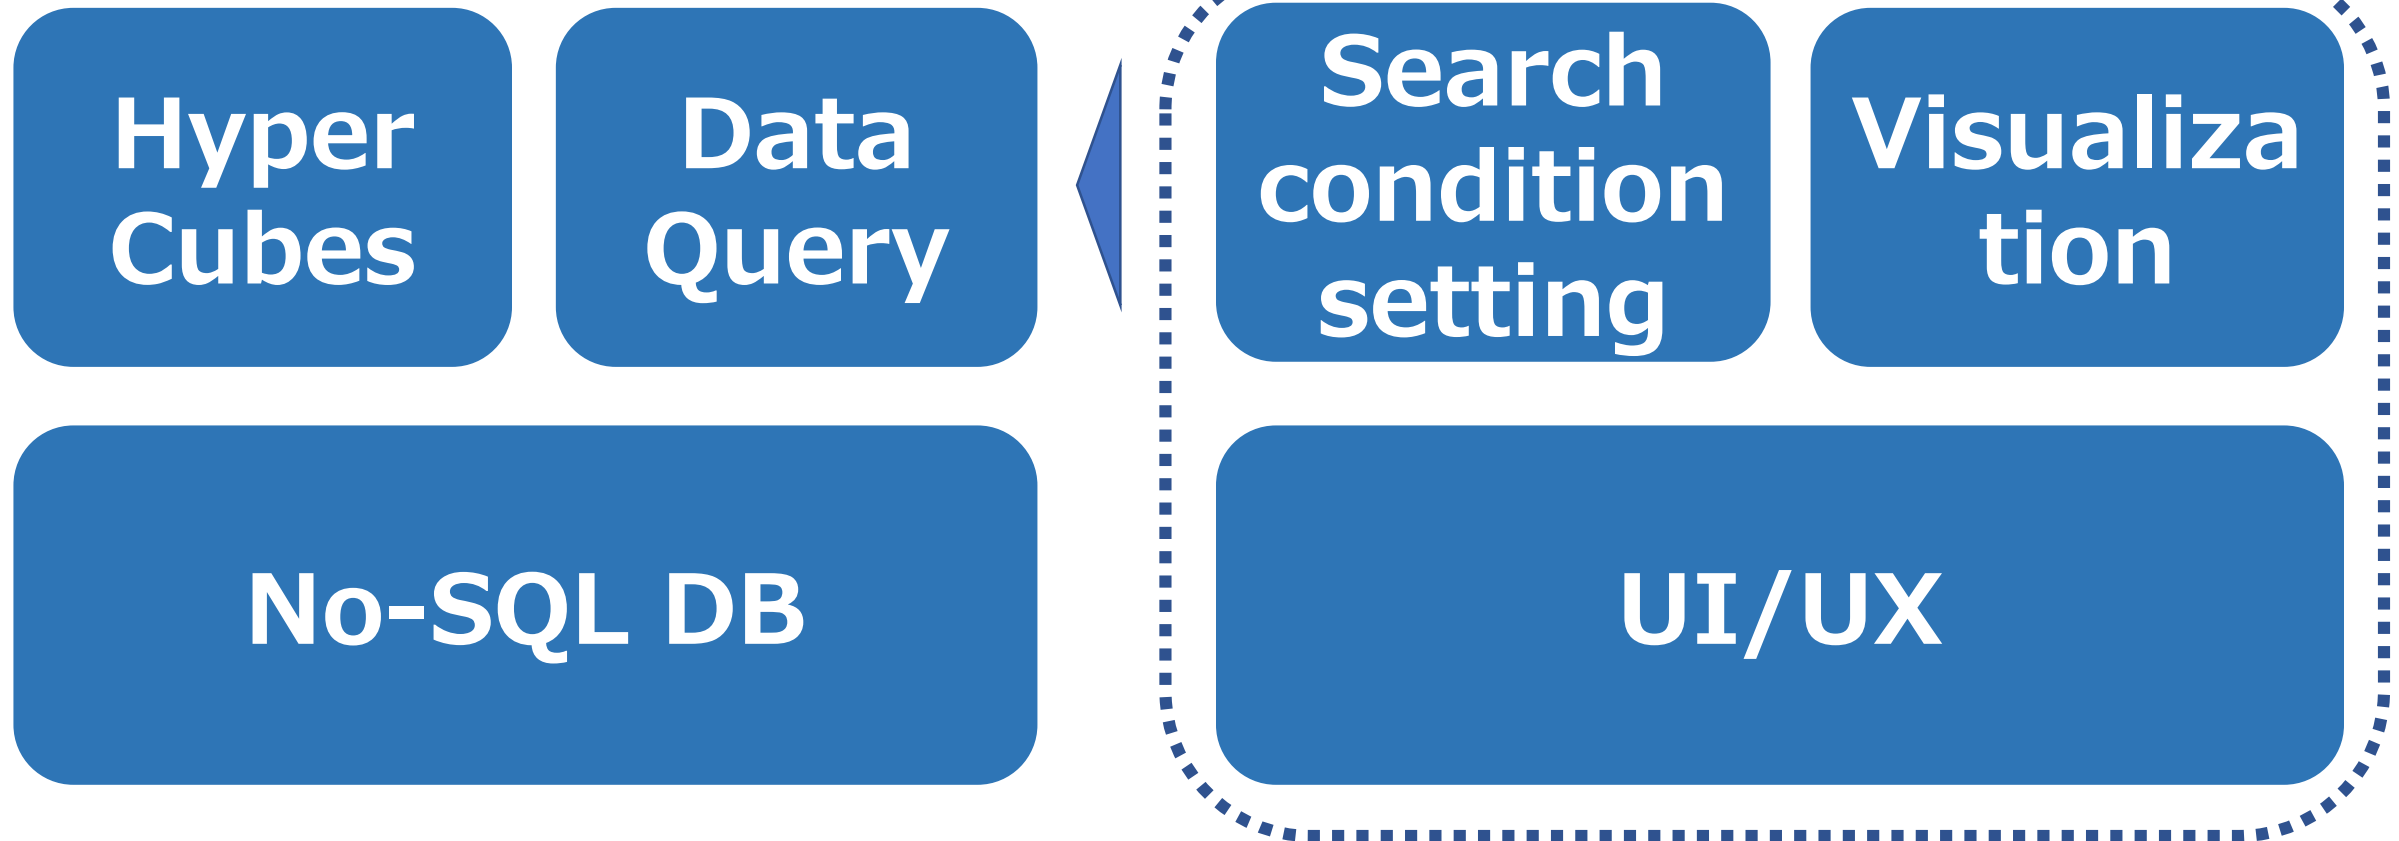 Hyper
Cubes
Data
Query
Search
condition
setting
Visualiza
tion
No-SQL DB
UI/UX